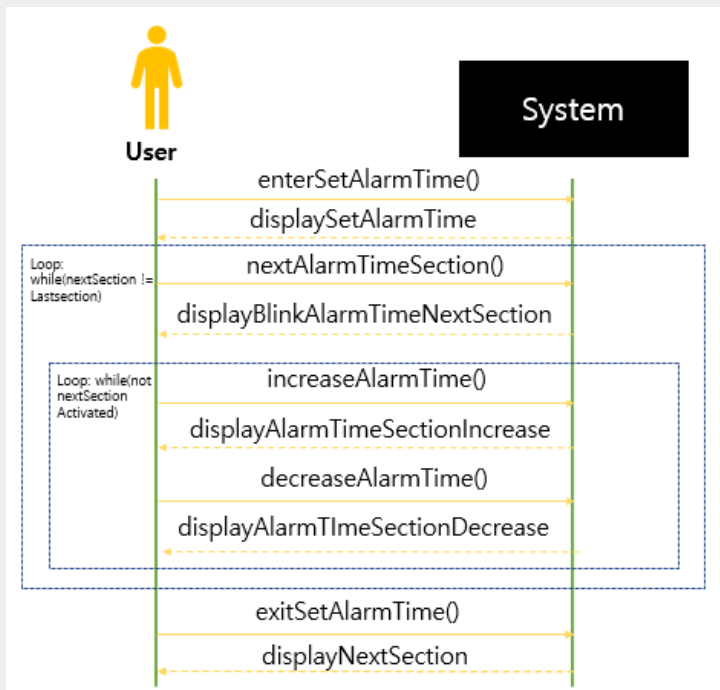 User
System
enterSetAlarmTime()
displaySetAlarmTime
Loop:
while(nextSection !=
Lastsection)
nextAlarmTimeSection()
displayBlinkAlarmTimeNextSection
Loop: while(not
nextSection
Activated)
increaseAlarmTime()
displayAlarmTimeSectionIncrease
decreaseAlarmTime()
displayAlarmTImeSectionDecrease
exitSetAlarmTime()
displayNextSection